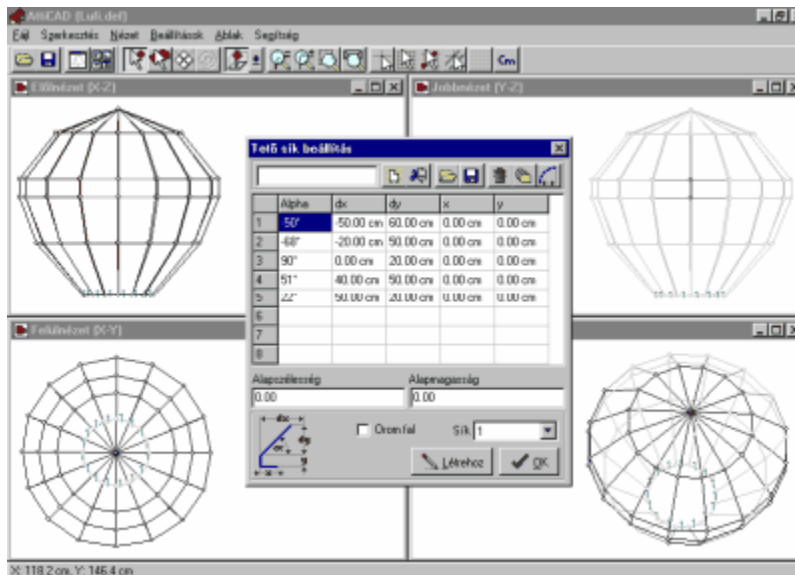 AttiCAD (Lufi.def)
Fájl Szerkesztés Nézet Beállítások Ablak Segítség
Cm
Előlnézet (X-Z)
Jobbnézet (Y-Z)
Tető sík beállítás
Alpha dx dy x y
1 -50° -50.00 cm 60.00 cm 0.00 cm 0.00 cm
2 -68° -20.00 cm 50.00 cm 0.00 cm 0.00 cm
3 90° 0.00 cm 20.00 cm 0.00 cm 0.00 cm
4 51° 40.00 cm 50.00 cm 0.00 cm 0.00 cm
5 22° 50.00 cm 20.00 cm 0.00 cm 0.00 cm
6
7
8
Felülnézet (X-Y)
Alapszélesség Alapmagasság
0.00 0.00
dx
dy
Oromfal Sík 1
Létrehoz OK
X: 118.2 cm, Y: 146.4 cm